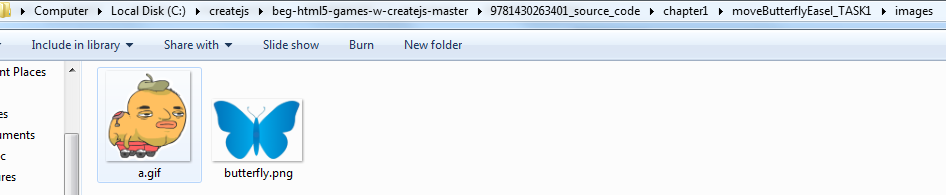 Computer ▸ Local Disk (C:) ▸ createjs ▸ beg-html5-games-w-createjs-master ▸ 9781430263401_source_code ▸ chapter1 ▸ moveButterflyEasel_TASK1 ▸ images
Include in library ▾ Share with ▾ Slide show Burn New folder
nt Places
es
uments
c
res
a.gif butterfly.png